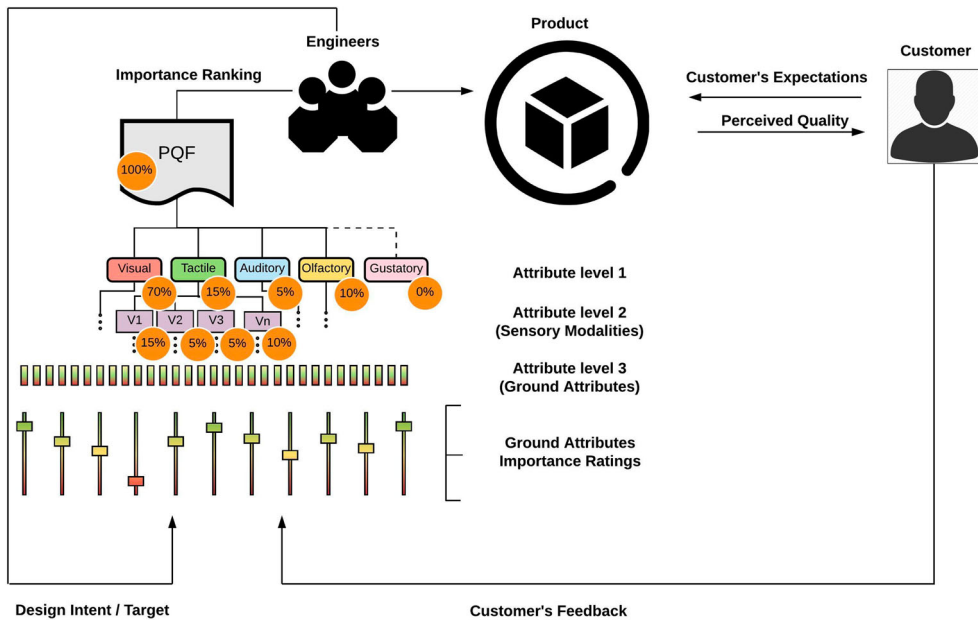 Product
Engineers
Customer
Importance Ranking
Customer's Expectations
Perceived Quality
PQF
100%
Visual
Tactile
Auditory
Olfactory
Gustatory
Attribute level 1
70%
15%
5%
10%
0%
V1
V2
V3
Vn
Attribute level 2
(Sensory Modalities)
15%
5%
5%
10%
Attribute level 3
(Ground Attributes)
Ground Attributes
Importance Ratings
Design Intent / Target
Customer's Feedback